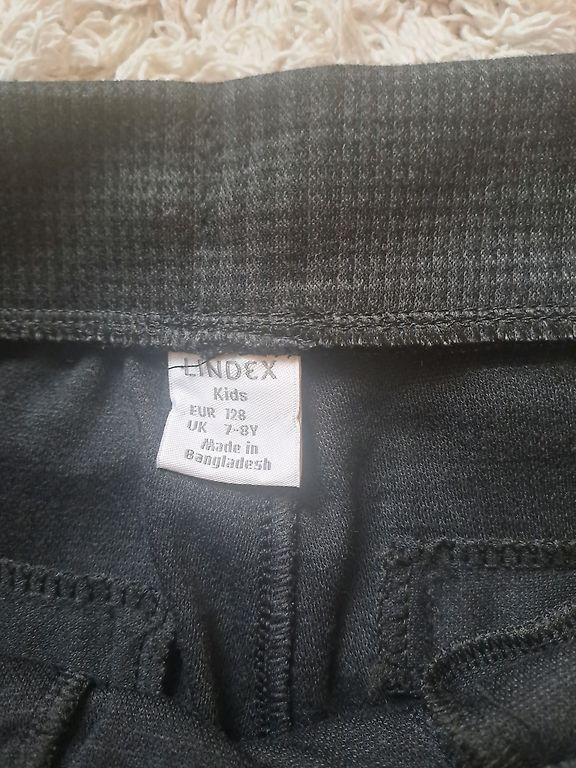 LINDEX
Kids
EUR 128
UK 7-8Y
Made in
Bangladesh